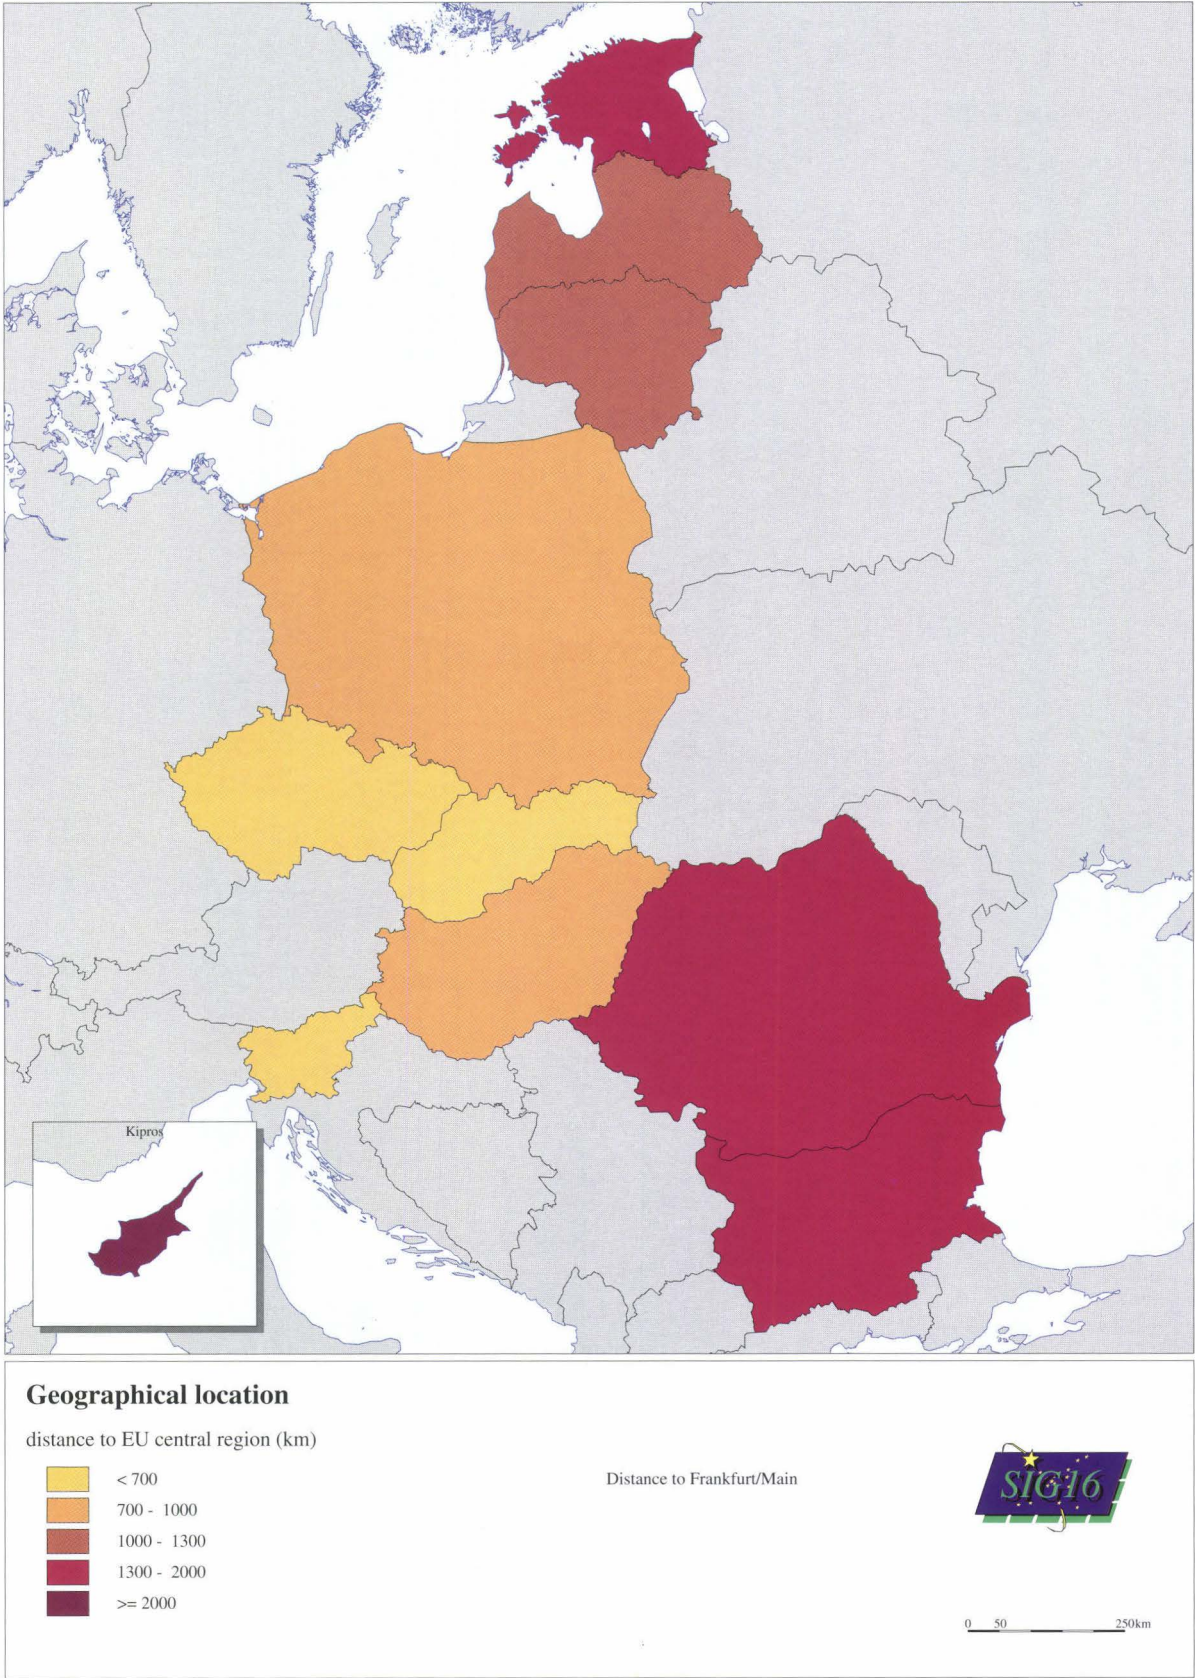 Kipros
Geographical location
distance to EU central region (km)
< 700
700 - 1000
1000 - 1300
1300 - 2000
>= 2000
Distance to Frankfurt/Main
SIG16
0 50 250km